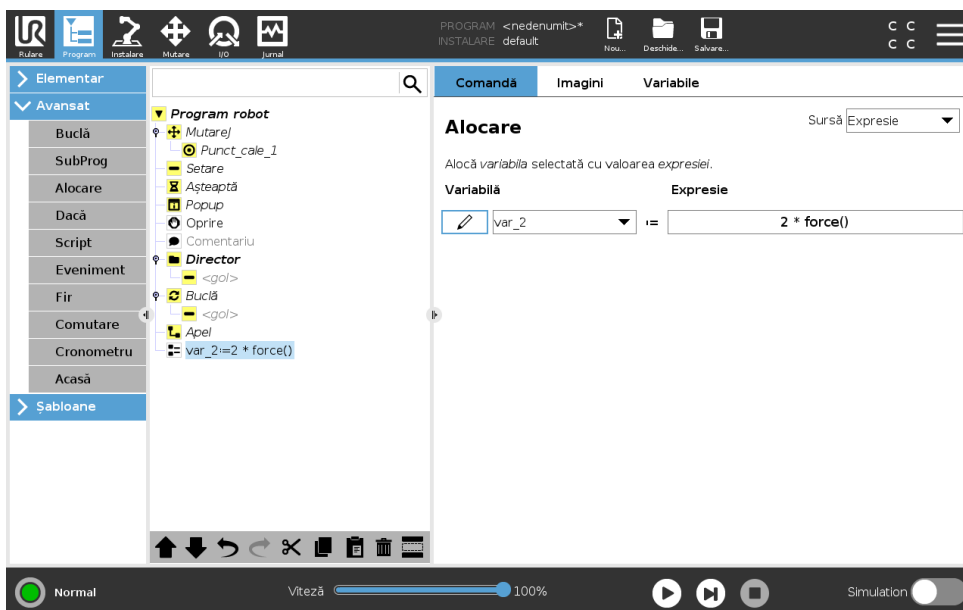 PROGRAM <nedenumit>*
INSTALARE default
Rulare Program Instalare Mutare I/O Jurnal Nou... Deschide... Salvare...
C C
C C
Elementar
Avansat
Buclă
SubProg
Alocare
Dacă
Script
Eveniment
Fir
Comutare
Cronometru
Acasă
Șabloane
Program robot
MutareJ
Punct_cale_1
Setare
Așteaptă
Popup
Oprire
Comentariu
Director
<gol>
Buclă
<gol>
Apel
var_2:=2 * force()
Comandă Imagini Variabile
Alocare
Sursă Expresie
Alocă variabila selectată cu valoarea expresiei.
Variabilă Expresie
var_2 := 2 * force()
Normal Viteză 100% Simulation